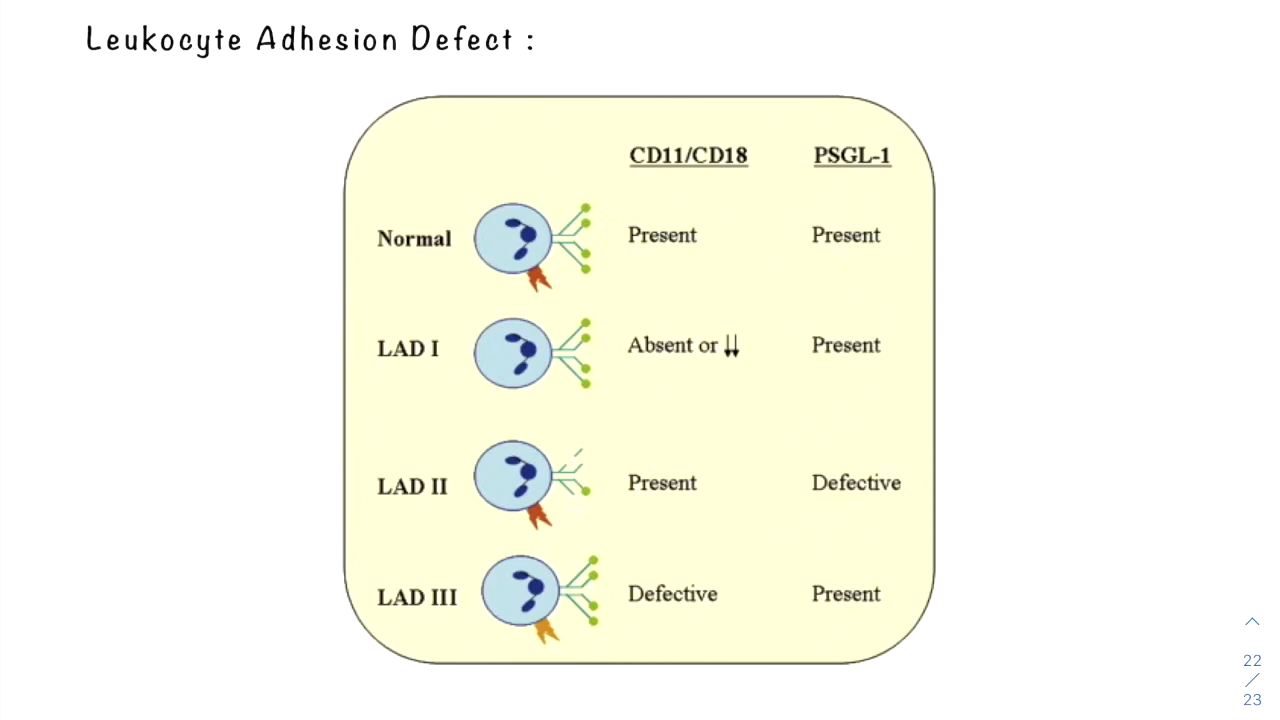 Leukocyte Adhesion Defect :
CD11/CD18 PSGL-1
Normal Present Present
LAD I Absent or ↓↓ Present
LAD II Present Defective
LAD III Defective Present
22
/
23